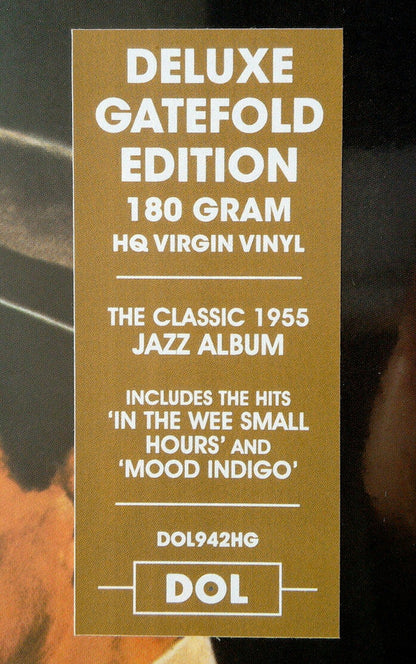 DELUXE
GATEFOLD
EDITION
180 GRAM
HQ VIRGIN VINYL
THE CLASSIC 1955
JAZZ ALBUM
INCLUDES THE HITS
‘IN THE WEE SMALL
HOURS’ AND
‘MOOD INDIGO’
DOL942HG
DOL